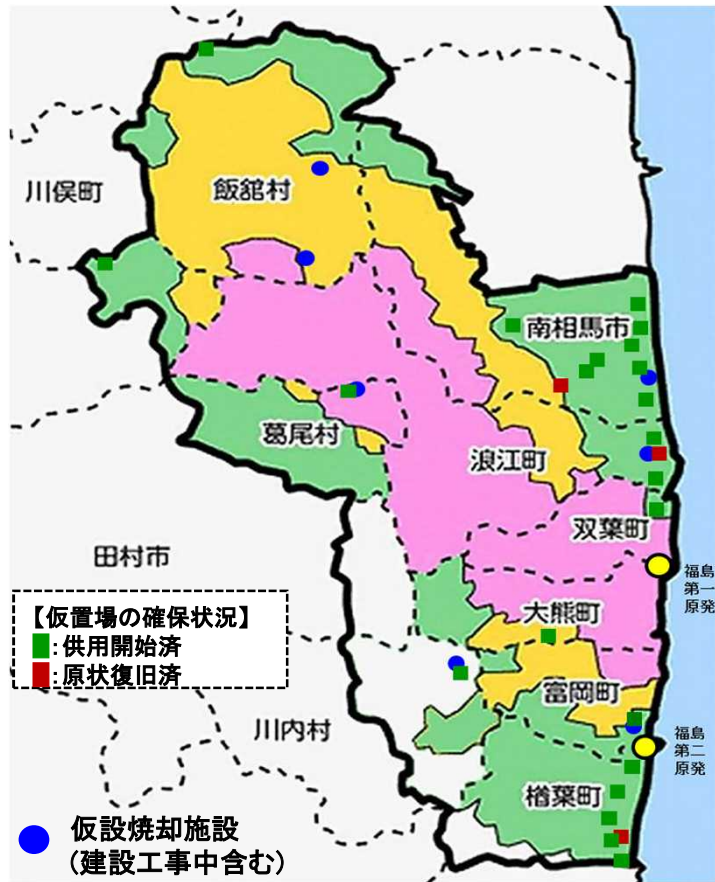 川俣町
飯舘村
南相馬市
葛尾村
浪江町
双葉町
田村市
福島
第一
原発
【仮置場の確保状況】
:供用開始済
:原状復旧済
大熊町
富岡町
川内村
福島
第二
原発
楢葉町
仮設焼却施設
(建設工事中含む)